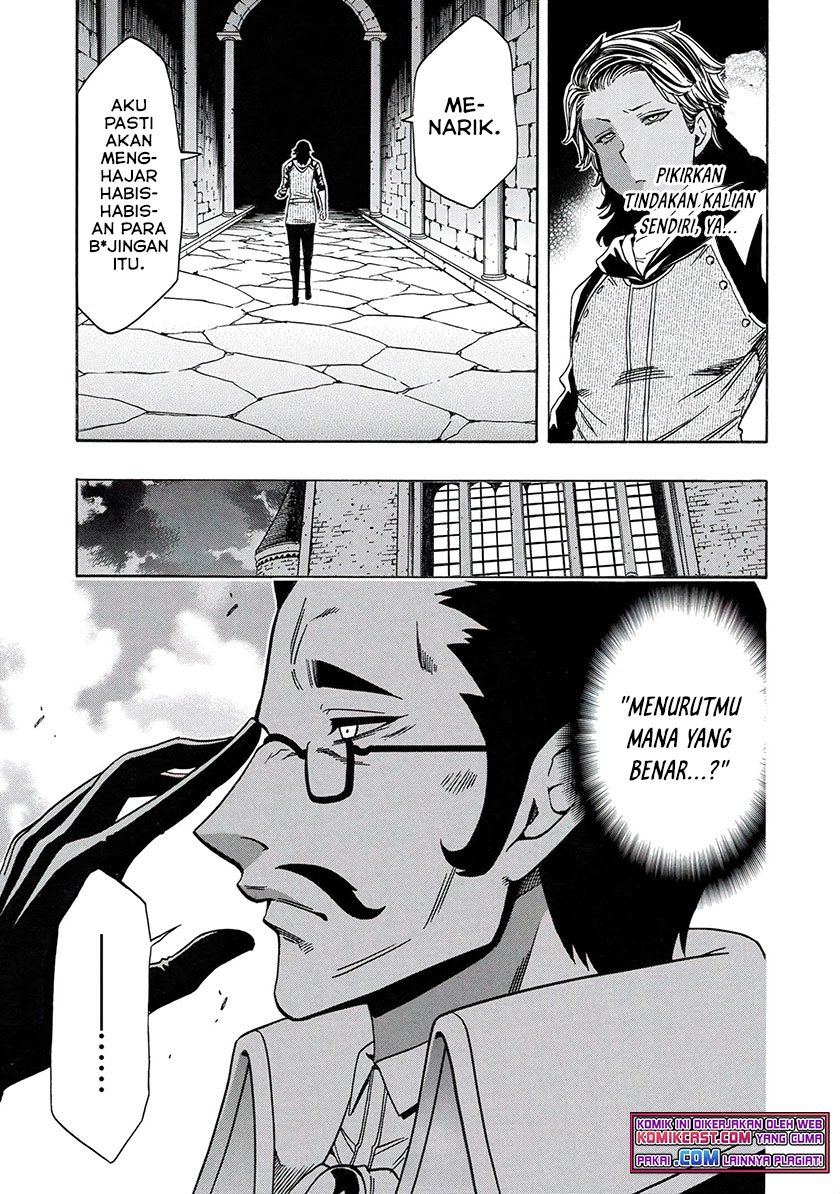 PIKIRKAN
TINDAKAN KALIAN
SENDIRI, YA...
ME-
NARIK.
AKU
PASTI
AKAN
MENG-
HAJAR
HABIS-
HABIS-
AN PARA
B*JINGAN
ITU.
"MENURUTMU
MANA YANG
BENAR...?"
—.......
KOMIK INI DIKERJAKAN OLEH WEB
KOMIKCAST.COM YANG CUMA
PAKAI .COM LAINNYA PLAGIAT!